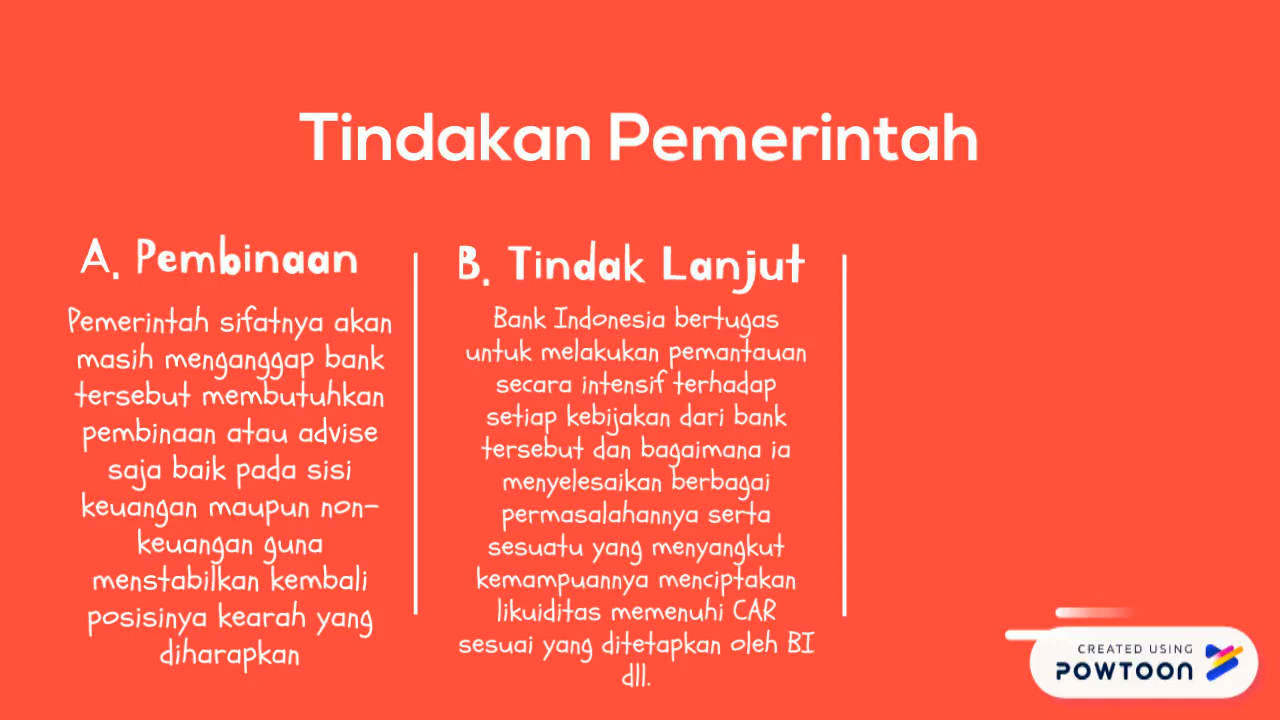 Tindakan Pemerintah
A. Pembinaan
Pemerintah sifatnya akan
masih menganggap bank
tersebut membutuhkan
pembinaan atau advise
saja baik pada sisi
keuangan maupun non-
keuangan guna
menstabilkan kembali
posisinya kearah yang
diharapkan
B. Tindak Lanjut
Bank Indonesia bertugas
untuk melakukan pemantauan
secara intensif terhadap
setiap kebijakan dari bank
tersebut dan bagaimana ia
menyelesaikan berbagai
permasalahannya serta
sesuatu yang menyangkut
kemampuannya menciptakan
likuiditas memenuhi CAR
sesuai yang ditetapkan oleh BI
dll.
CREATED USING
POWTOON